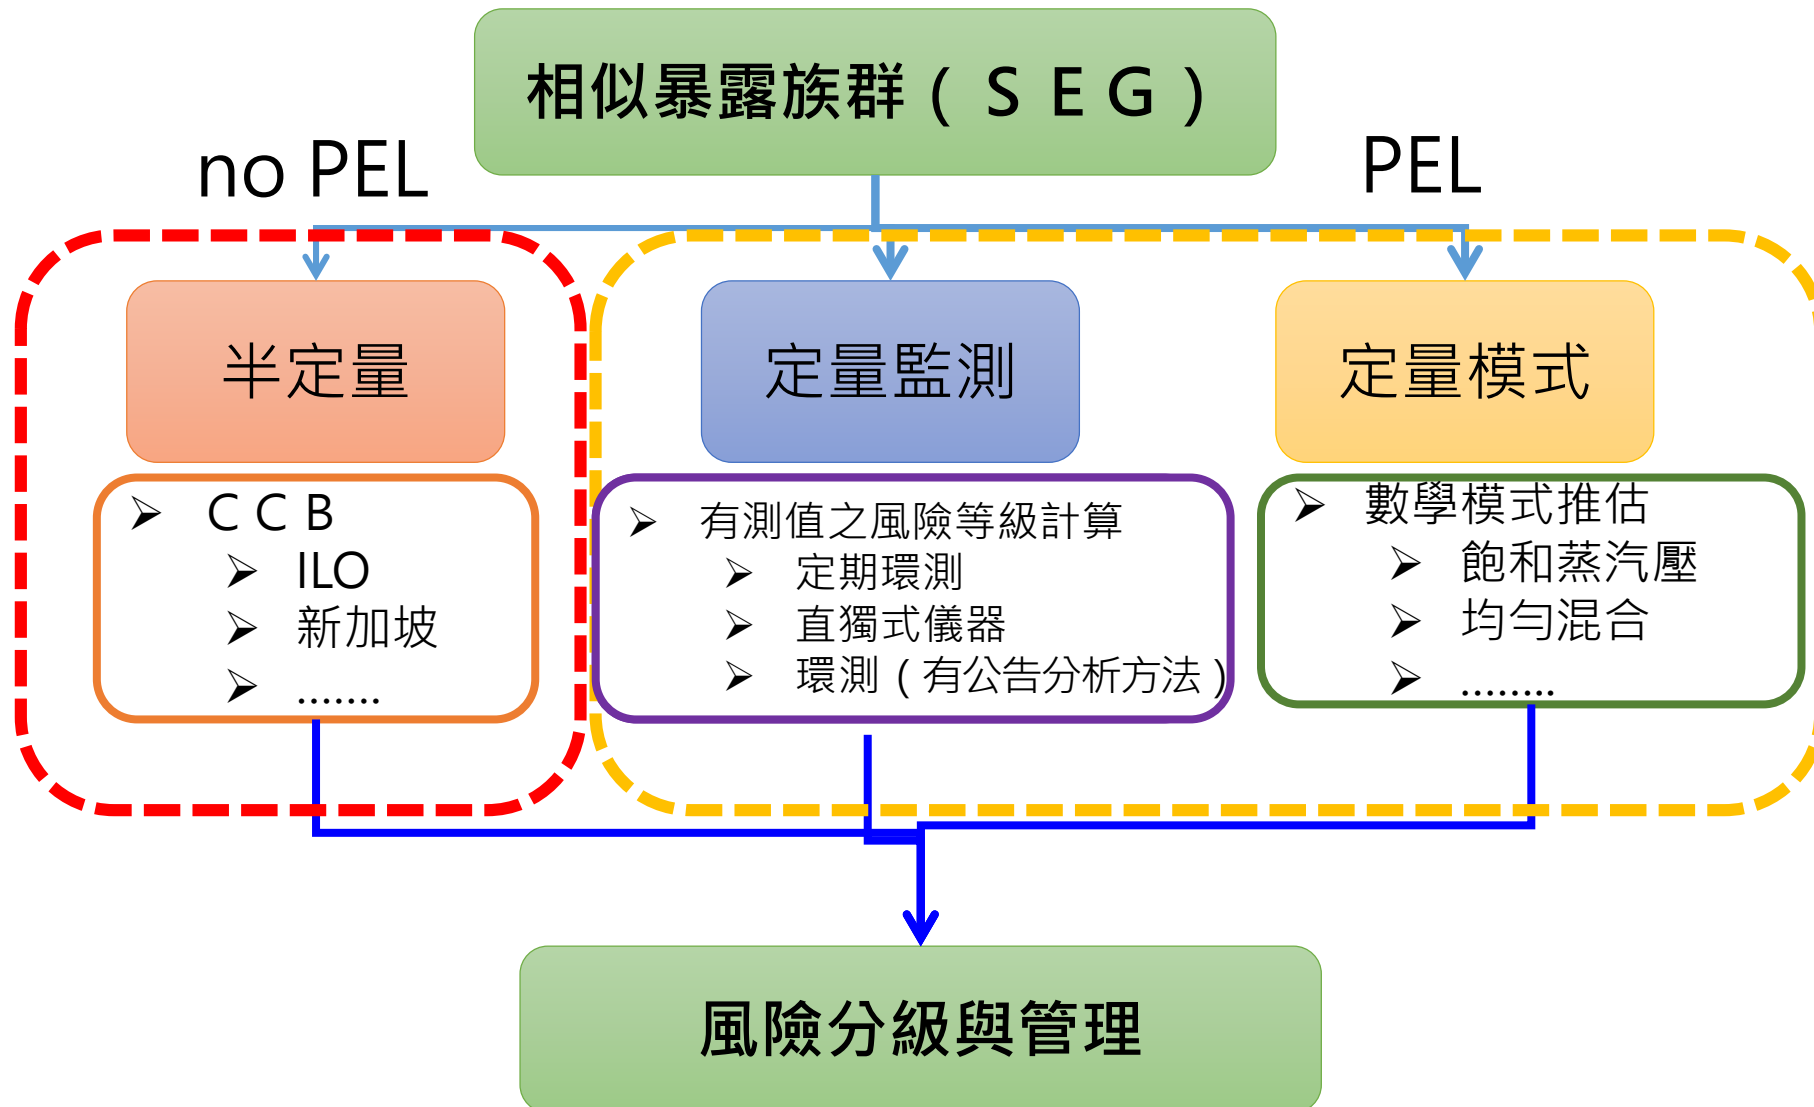 相似暴露族群（ＳＥＧ）
no PEL
PEL
半定量
定量監測
定量模式
ＣＣＢ
ILO
新加坡
.......
有測值之風險等級計算
定期環測
直獨式儀器
環測（有公告分析方法）
數學模式推估
飽和蒸汽壓
均勻混合
........
風險分級與管理